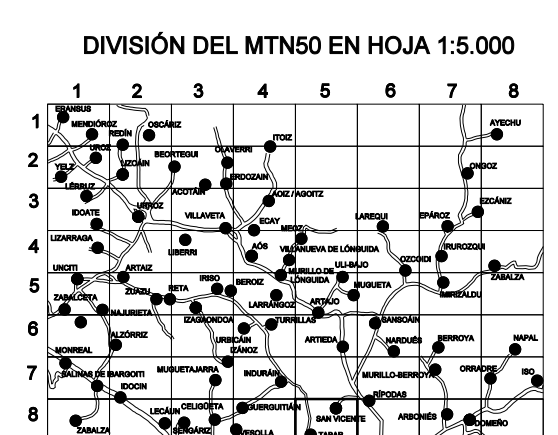 DIVISIÓN DEL MTN50 EN HOJA 1:5.000
1 2 3 4 5 6 7 8
1
ERANSUS
MENDIÓROZ
REDÍN
OSCÁRIZ
ITOIZ
AYECHU
2
UROZ
LIZOÁIN
BEORTEGUI
OLAVERRI
YELZ
ERDOZAIN
ONGOZ
3
LÉRRUZ
ACOTAIN
AOIZ / AGOITZ
EZCÁNIZ
IDOATE
URROZ
VILLAVETA
ECAY
LAREQUI
EPÁROZ
4
LIZARRAGA
LIBERRI
AÓS
MEOZ
VILLANUEVA DE LÓNGUIDA
OZCOIDI
IRUROZQUI
5
UNCITI
ARTAIZ
ZUAZU
RETA
IRISO
BEROIZ
MURILLO DE
LÓNGUIDA
ULI-BAJO
MUGUETA
IMIRIZALDU
ZABALZA
ZABALCETA
NAJURIETA
IZAGAONDOA
LARRÁNGOZ
ARTAJO
6
ALZÓRRIZ
URBICÁIN
TURRILLAS
SANSOÁIN
ARTIEDA
NARDUÉS
BERROYA
NAPAL
7
MONREAL
IZÁNOZ
SALINAS DE IBARGOITI
MUGUETAJARRA
INDURÁIN
MURILLO-BERROYA
ORRADRE
ISO
IDOCIN
RÍPODAS
8
LECÁUN
CELIGÜETA
GUERGUITIÁN
SAN VICENTE
ARBONIÉS
DOMEÑO
ZABALZA
SENGÁRIZ
VESOLLA
TABAR